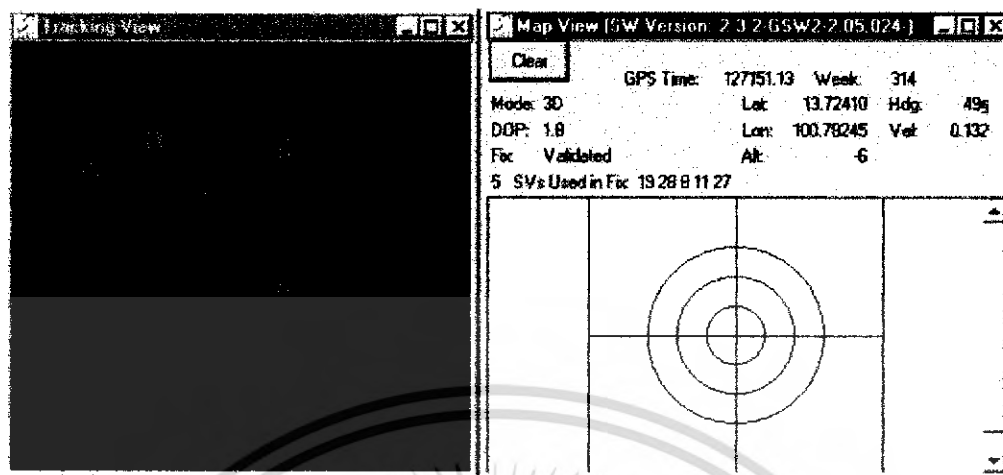 Tracking View
Map View (SW Version: 2.3.2-GSW2-2.05.024-)
Clear
GPS Time: 127151.13 Week: 314
Mode: 3D Lat: 13.72410 Hdg:
DOP: 1.8 Lon: 100.78245 Vel: 0.132
Fix: Validated Alt: -6
5 SVs Used in Fix: 19 28 8 11 27